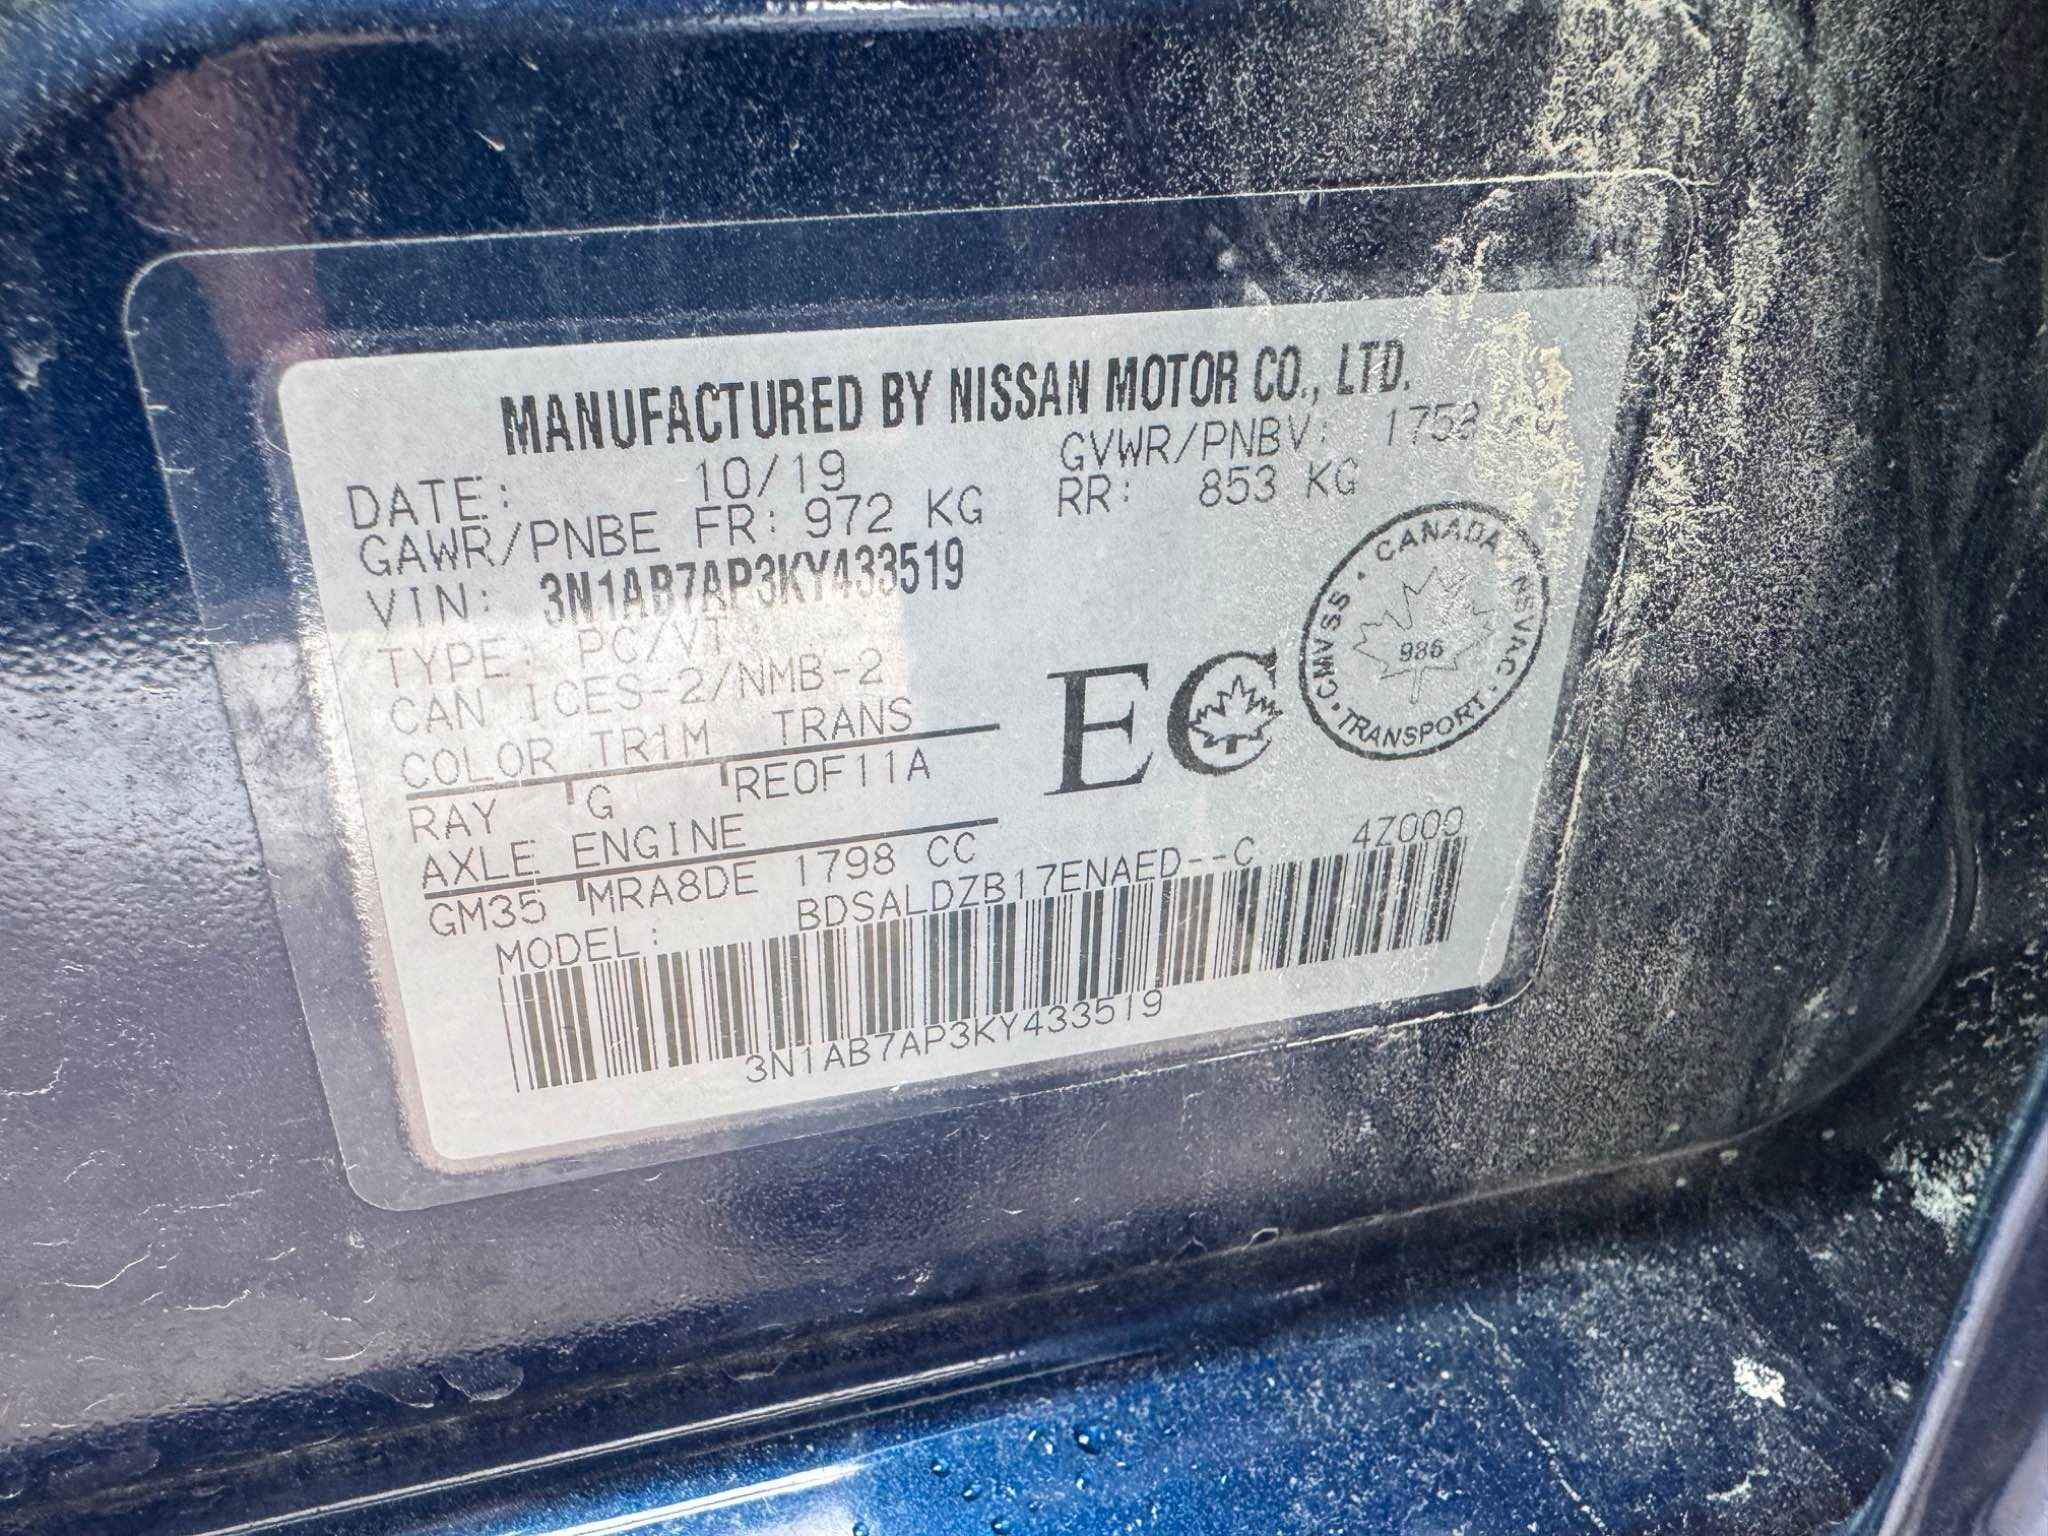 MANUFACTURED BY NISSAN MOTOR CO., LTD.
DATE: 10/19 GVWR/PNBV: 1753
GAWR/PNBE FR: 972 KG RR: 853 KG
VIN: 3N1AB7AP3KY433519
TYPE: PC/VT
CAN ICES-2/NMB-2
COLOR TRIM TRANS
RAY G RE0F11A
AXLE ENGINE
GM35 MRA8DE 1798 CC
MODEL: BDSALDZB17ENAED--C 4Z000
3N1AB7AP3KY433519
EC
CANADA
CMVSS · NSVAC
986
TRANSPORT